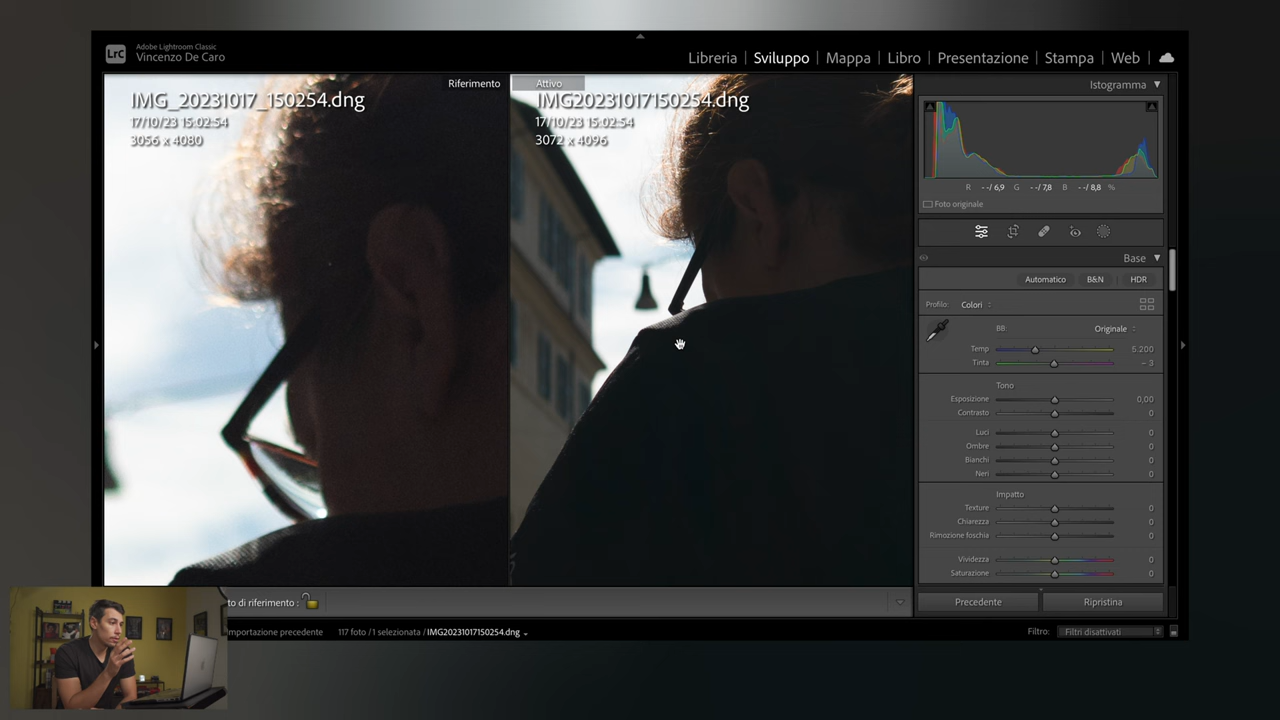 LrC
Adobe Lightroom Classic
Vincenzo De Caro
Libreria | Sviluppo | Mappa | Libro | Presentazione | Stampa | Web
Riferimento
IMG_20231017_150254.dng
17/10/23 15:02:54
3056 x 4080
Attivo
IMG20231017150254.dng
17/10/23 15:02:54
3072 x 4096
Istogramma
R --/ 6,9 G --/ 7,8 B --/ 8,8 %
Foto originale
Base
Automatico B&N HDR
Profilo: Colori
BB: Originale
Temp 5.200
Tinta – 3
Tono
Esposizione 0,00
Contrasto 0
Luci 0
Ombre 0
Bianchi 0
Neri 0
Impatto
Texture 0
Chiarezza 0
Rimozione foschia 0
Vividezza 0
Saturazione 0
to di riferimento :
Precedente Ripristina
mportazione precedente 117 foto / 1 selezionata / IMG20231017150254.dng
Filtro: Filtri disattivati